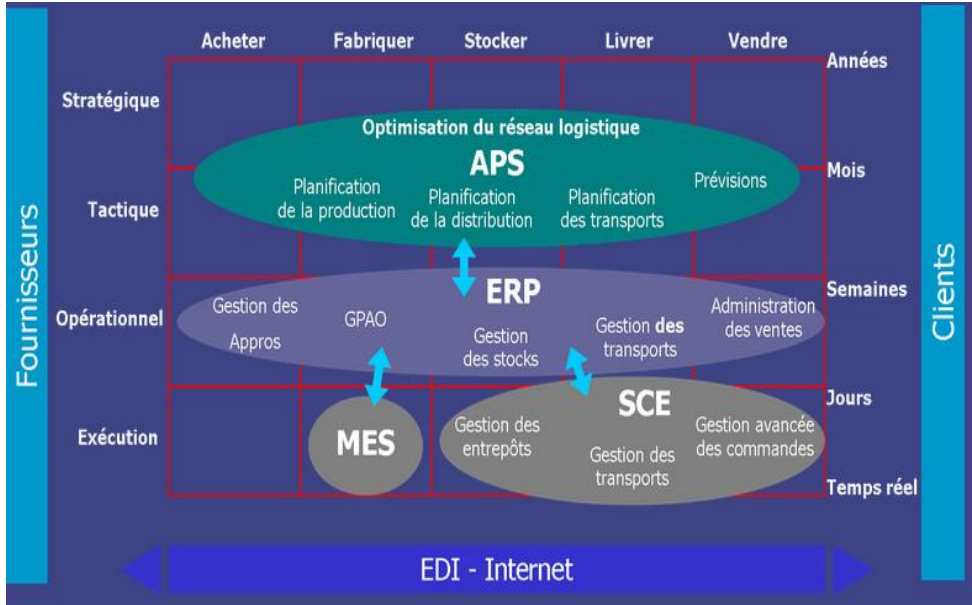 Acheter
Fabriquer
Stocker
Livrer
Vendre
Années
Stratégique
Optimisation du réseau logistique
APS
Mois
Planification
de la production
Planification
de la distribution
Planification
des transports
Prévisions
Tactique
Fournisseurs
Clients
Semaines
ERP
Opérationnel
Gestion des
Appros
GPAO
Gestion
des stocks
Gestion des
transports
Administration
des ventes
Jours
Exécution
MES
SCE
Gestion des
entrepôts
Gestion des
transports
Gestion avancée
des commandes
Temps réel
EDI - Internet